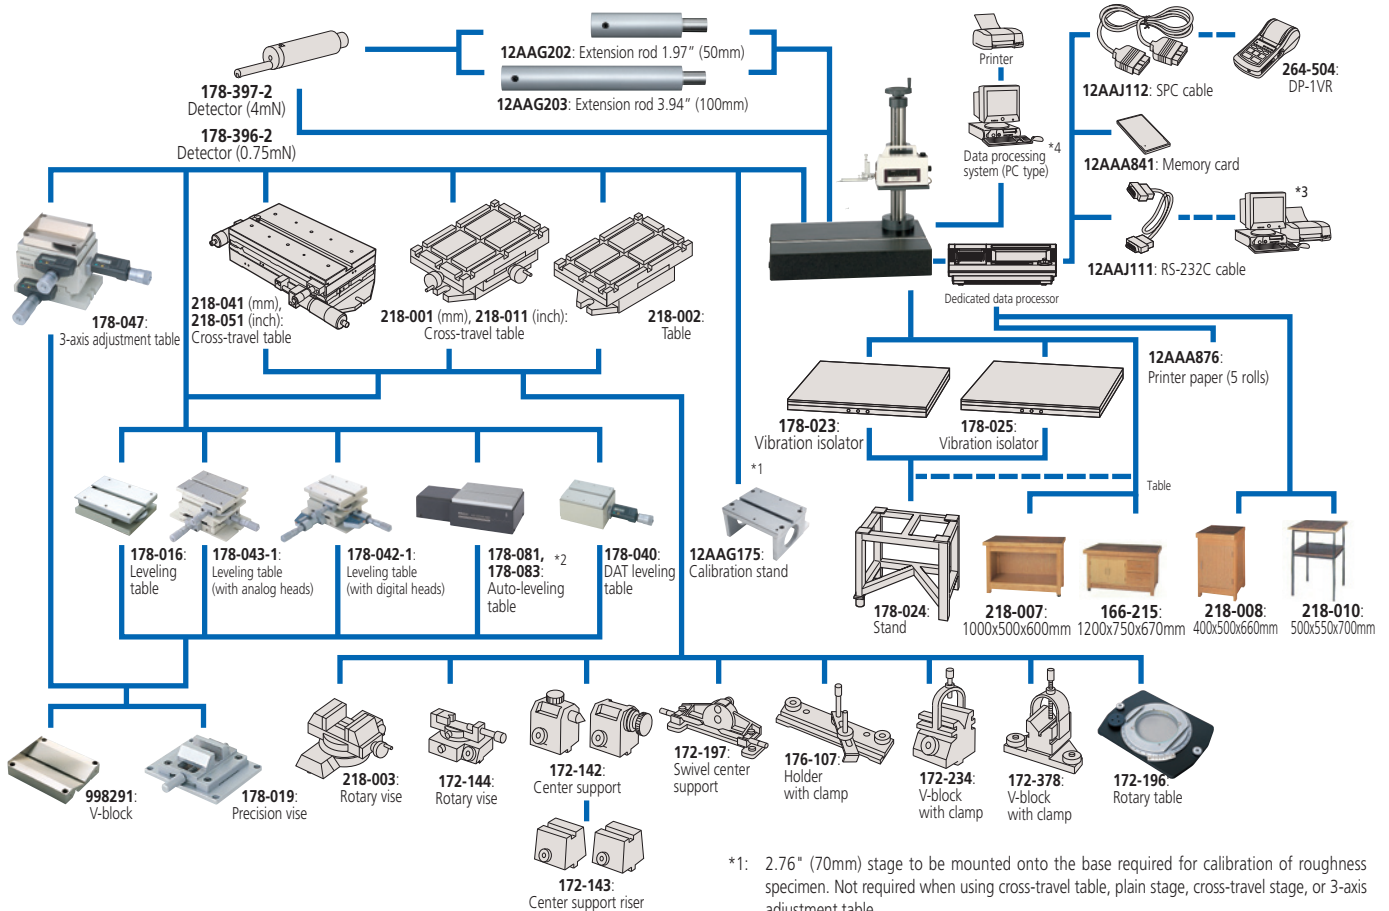 12AAG202: Extension rod 1.97" (50mm)
12AAG203: Extension rod 3.94" (100mm)
178-397-2
Detector (4mN)
178-396-2
Detector (0.75mN)
Printer
Data processing
system (PC type)
*4
12AAJ112: SPC cable
264-504:
DP-1VR
12AAA841: Memory card
*3
12AAJ111: RS-232C cable
Dedicated data processor
178-047:
3-axis adjustment table
218-041 (mm),
218-051 (inch):
Cross-travel table
218-001 (mm), 218-011 (inch):
Cross-travel table
218-002:
Table
12AAA876:
Printer paper (5 rolls)
178-023:
Vibration isolator
178-025:
Vibration isolator
*1
Table
178-016:
Leveling
table
178-043-1:
Leveling table
(with analog heads)
178-042-1:
Leveling table
(with digital heads)
178-081,
178-083:
*2
Auto-leveling
table
178-040:
DAT leveling
table
12AAG175:
Calibration stand
178-024:
Stand
218-007:
1000x500x600mm
166-215:
1200x750x670mm
218-008:
400x500x660mm
218-010:
500x550x700mm
998291:
V-block
178-019:
Precision vise
218-003:
Rotary vise
172-144:
Rotary vise
172-142:
Center support
172-143:
Center support riser
172-197:
Swivel center
support
176-107:
Holder
with clamp
172-234:
V-block
with clamp
172-378:
V-block
with clamp
172-196:
Rotary table
*1: 2.76" (70mm) stage to be mounted onto the base required for calibration of roughness
specimen. Not required when using cross-travel table, plain stage, cross-travel stage, or 3-axis
adjustment table